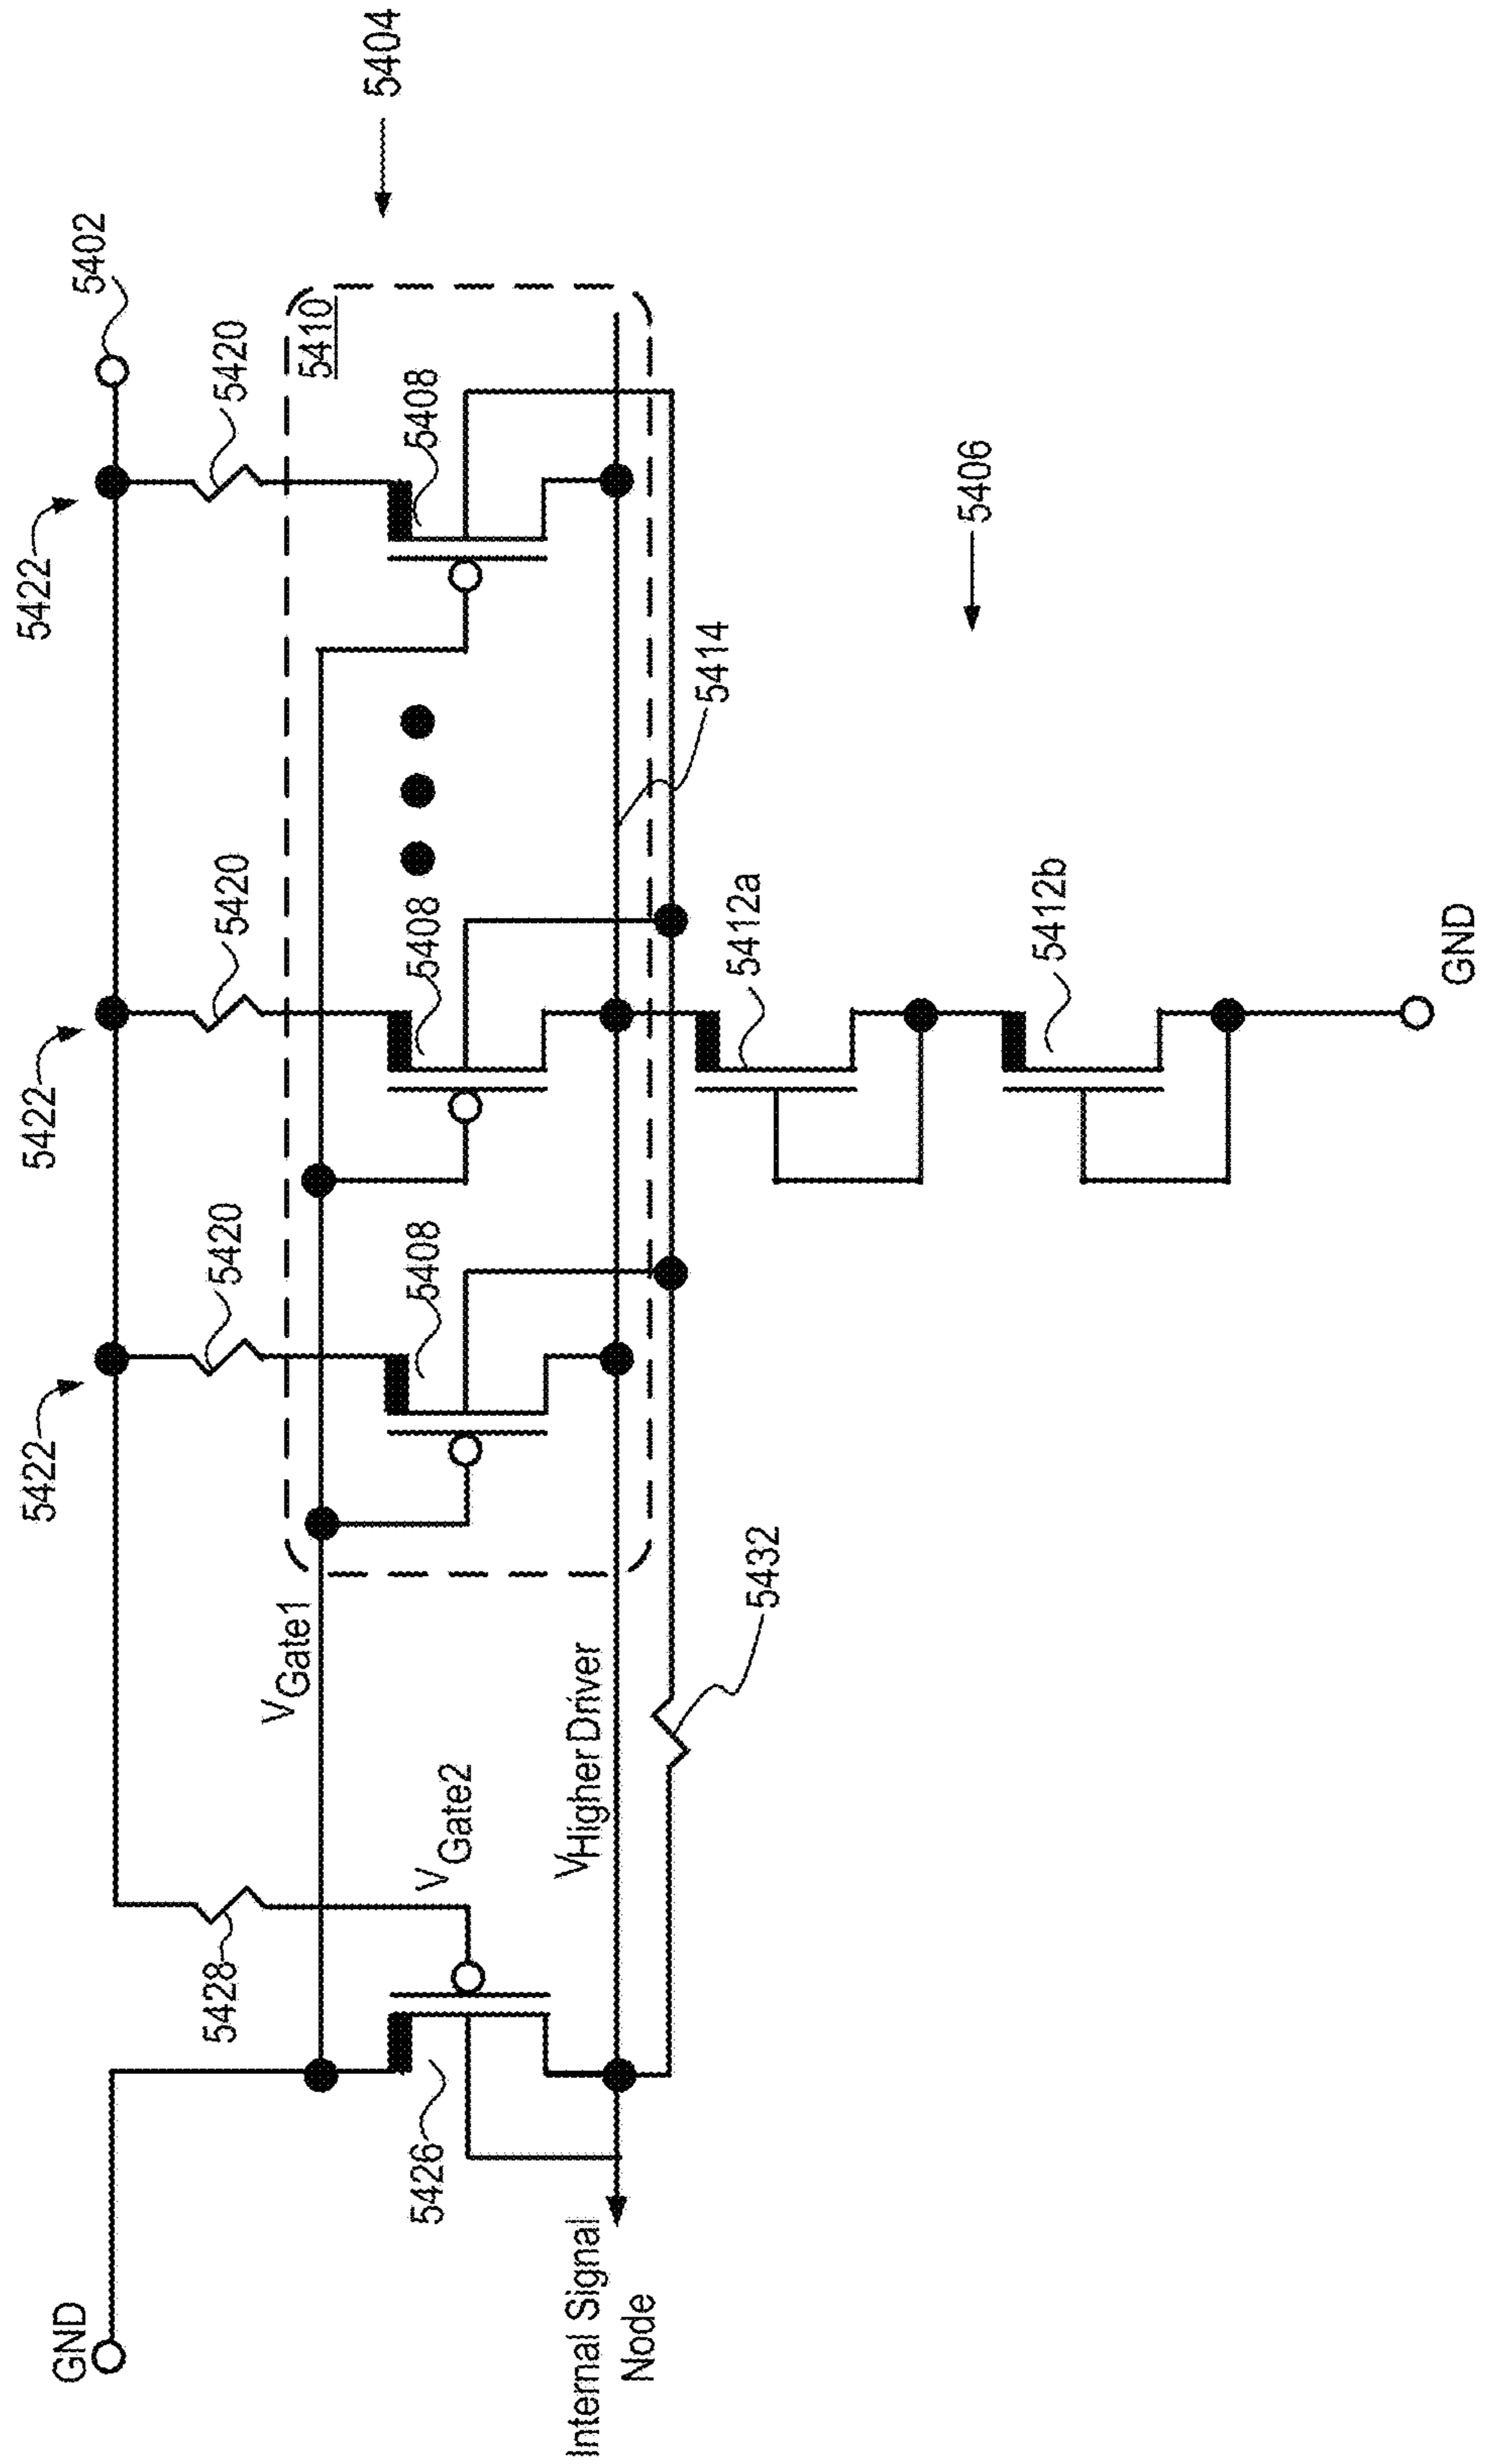 5404
5402
5420
5410
5408
5422
5406
5414
5420
5408
5422
5412a
5412b
GND
5420
5408
5422
5432
VGate1
VHigher Driver
VGate2
5428
5426
GND
Internal Signal
Node